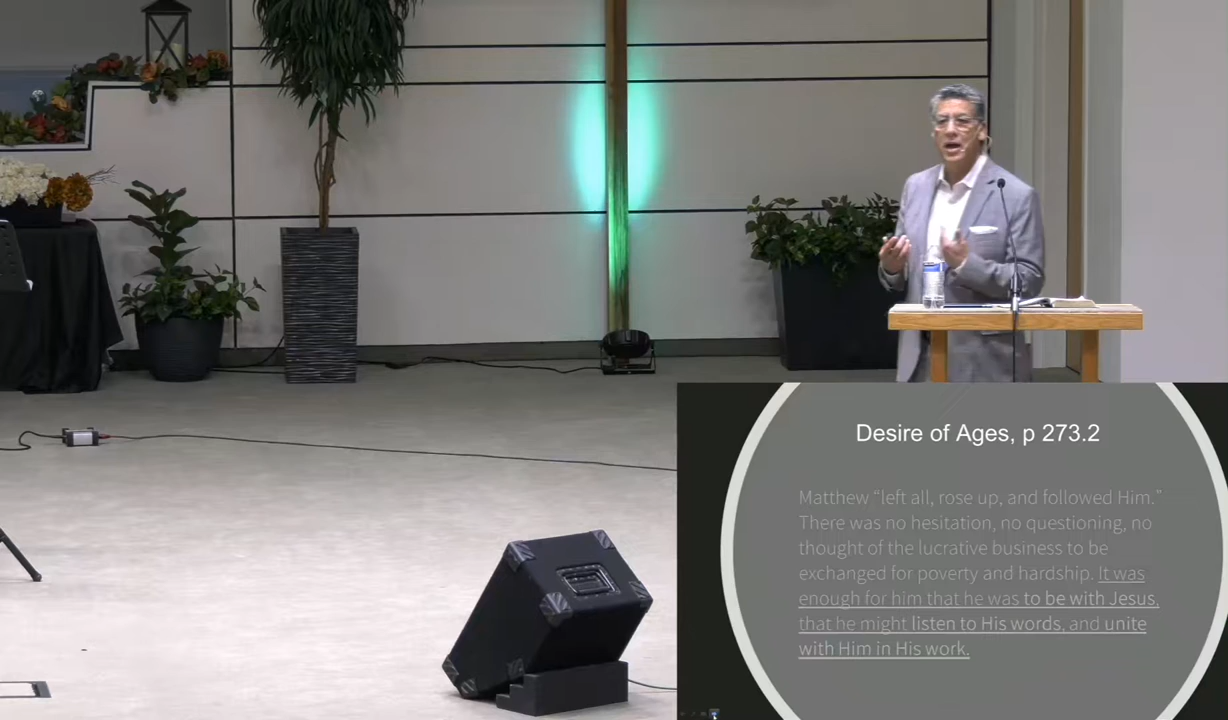 Desire of Ages, p 273.2
Matthew “left all, rose up, and followed Him.”
There was no hesitation, no questioning, no
thought of the lucrative business to be
exchanged for poverty and hardship. It was
enough for him that he was to be with Jesus,
that he might listen to His words, and unite
with Him in His work.